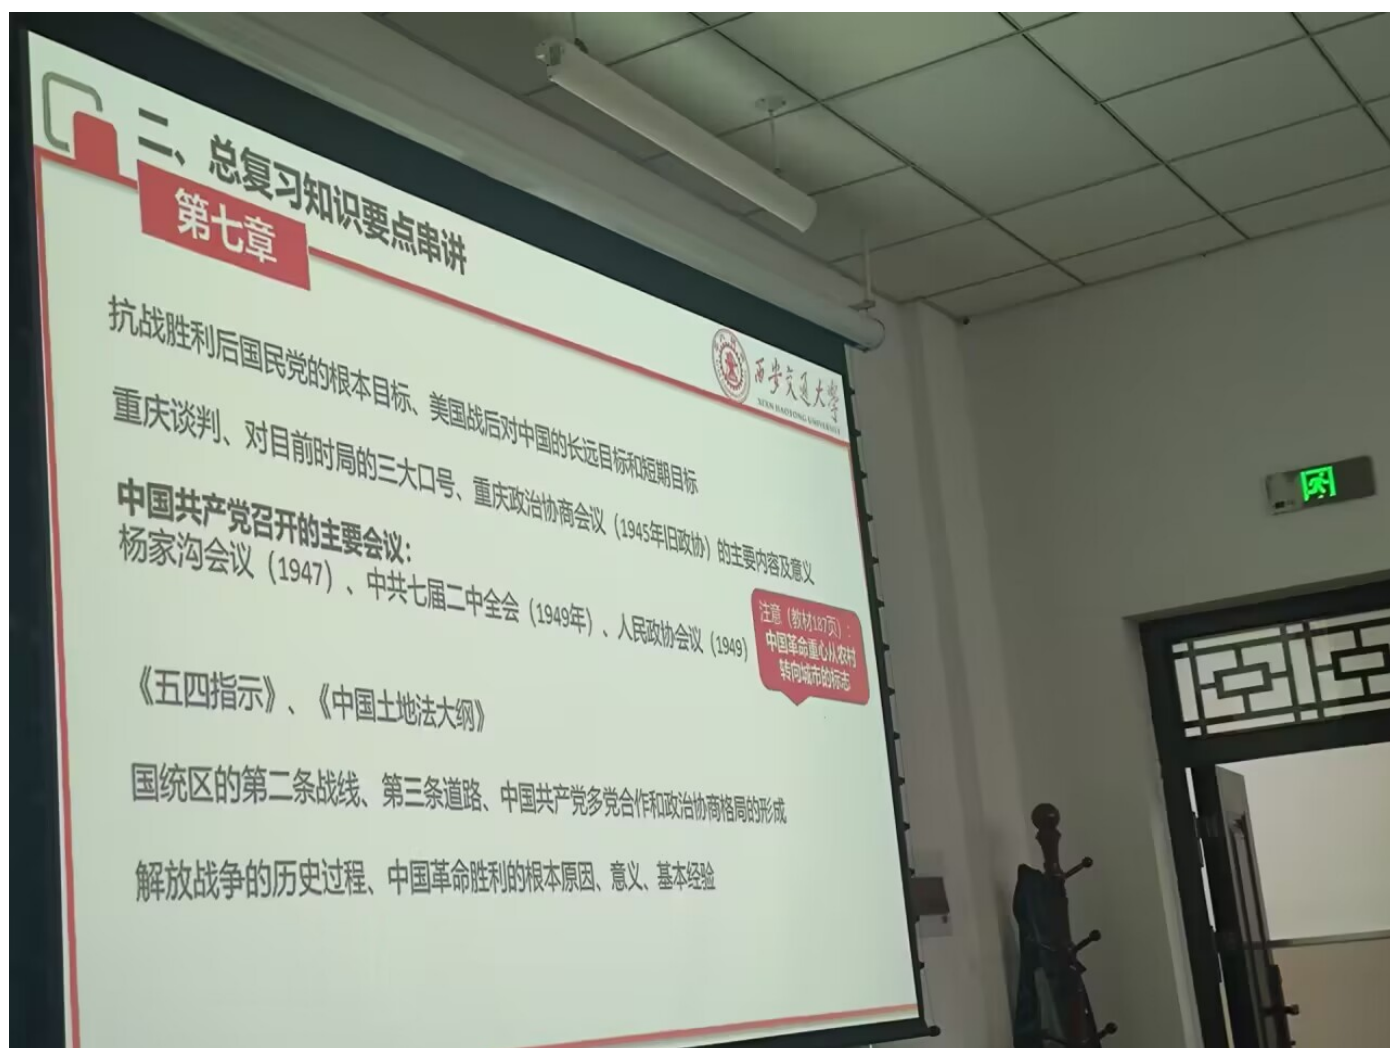 二、总复习知识要点串讲
第七章
西安交通大学
XI'AN JIAOTONG UNIVERSITY
抗战胜利后国民党的根本目标、美国战后对中国的长远目标和短期目标
重庆谈判、对目前时局的三大口号、重庆政治协商会议（1945年旧政协）的主要内容及意义
中国共产党召开的主要会议：
杨家沟会议（1947）、中共七届二中全会（1949年）、人民政协会议（1949）
注意（教材187页）：
中国革命重心从农村
转向城市的标志
《五四指示》、《中国土地法大纲》
国统区的第二条战线、第三条道路、中国共产党多党合作和政治协商格局的形成
解放战争的历史过程、中国革命胜利的根本原因、意义、基本经验